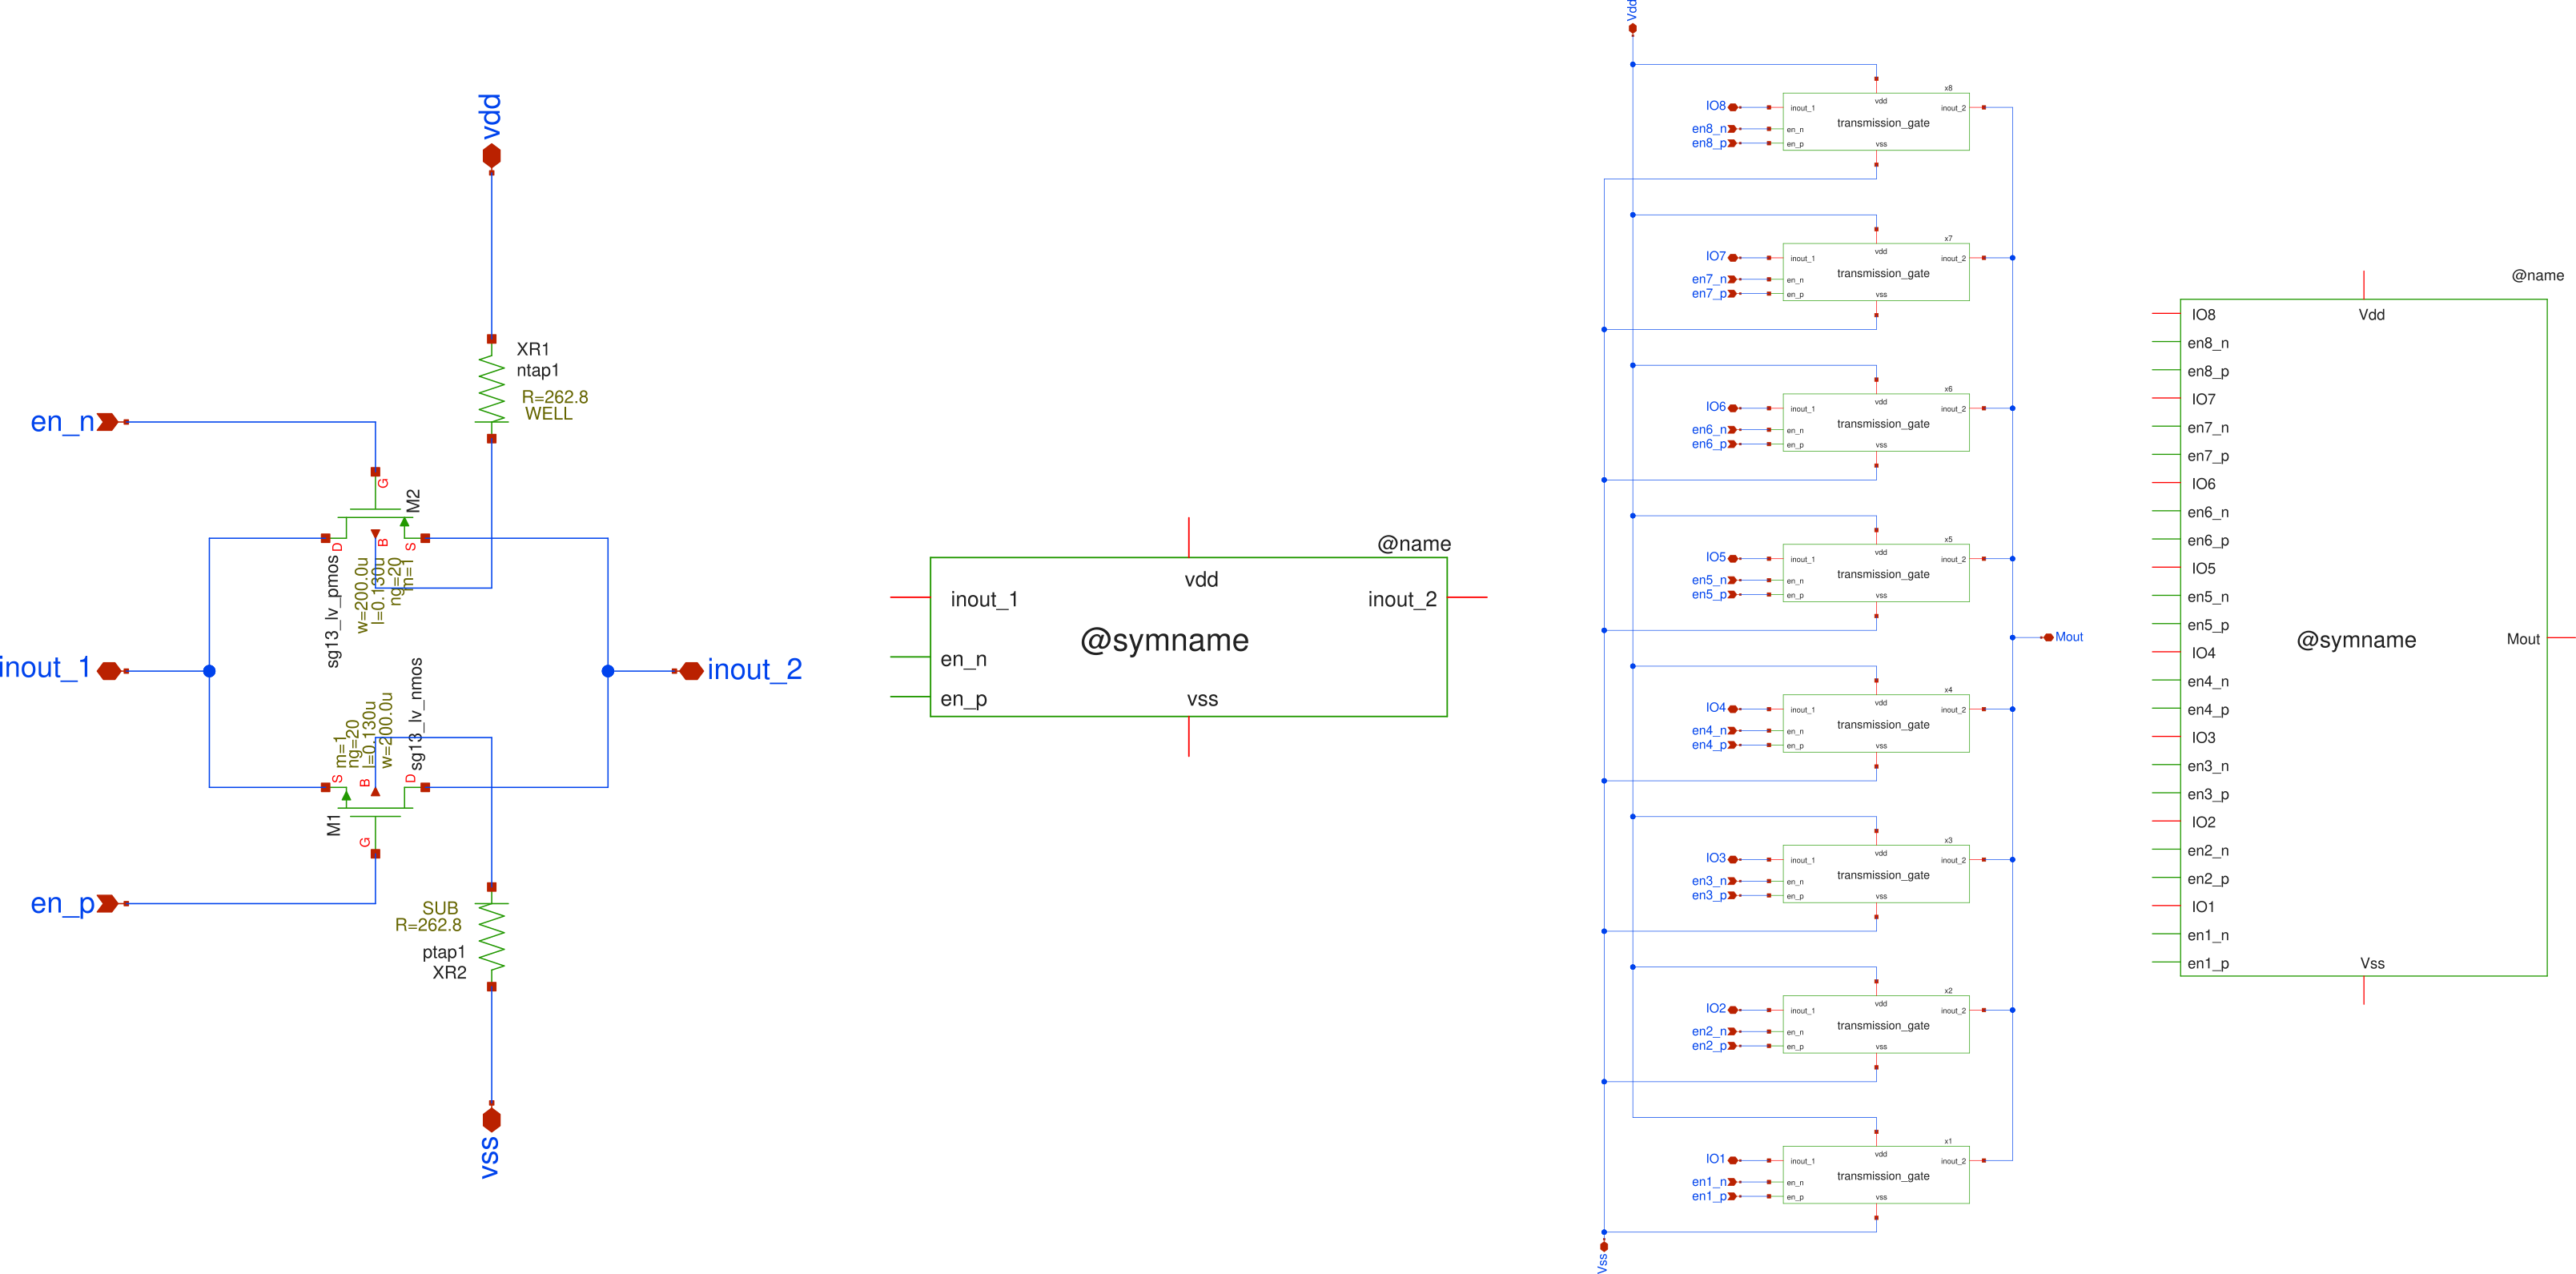 vdd
XR1
ntap1
R=262.8
WELL
en_n
G
M2
D
B
S
sg13_lv_pmos
w=200.0u
l=0.130u
ng=20
m=1
inout_1
inout_2
m=1
ng=20
l=0.130u
w=200.0u
sg13_lv_nmos
S
B
D
M1
G
en_p
SUB
R=262.8
ptap1
XR2
vss
@name
vdd
inout_1
inout_2
@symname
en_n
en_p
vss
Vdd
x8
IO8
inout_1
vdd
inout_2
transmission_gate
en8_n
en_n
en8_p
en_p
vss
x7
IO7
inout_1
vdd
inout_2
transmission_gate
en7_n
en_n
en7_p
en_p
vss
x6
IO6
inout_1
vdd
inout_2
transmission_gate
en6_n
en_n
en6_p
en_p
vss
x5
IO5
inout_1
vdd
inout_2
transmission_gate
en5_n
en_n
en5_p
en_p
vss
Mout
x4
IO4
inout_1
vdd
inout_2
transmission_gate
en4_n
en_n
en4_p
en_p
vss
x3
IO3
inout_1
vdd
inout_2
transmission_gate
en3_n
en_n
en3_p
en_p
vss
x2
IO2
inout_1
vdd
inout_2
transmission_gate
en2_n
en_n
en2_p
en_p
vss
x1
IO1
inout_1
vdd
inout_2
transmission_gate
en1_n
en_n
en1_p
en_p
vss
Vss
@name
Vdd
IO8
en8_n
en8_p
IO7
en7_n
en7_p
IO6
en6_n
en6_p
IO5
en5_n
en5_p
@symname
Mout
IO4
en4_n
en4_p
IO3
en3_n
en3_p
IO2
en2_n
en2_p
IO1
en1_n
en1_p
Vss